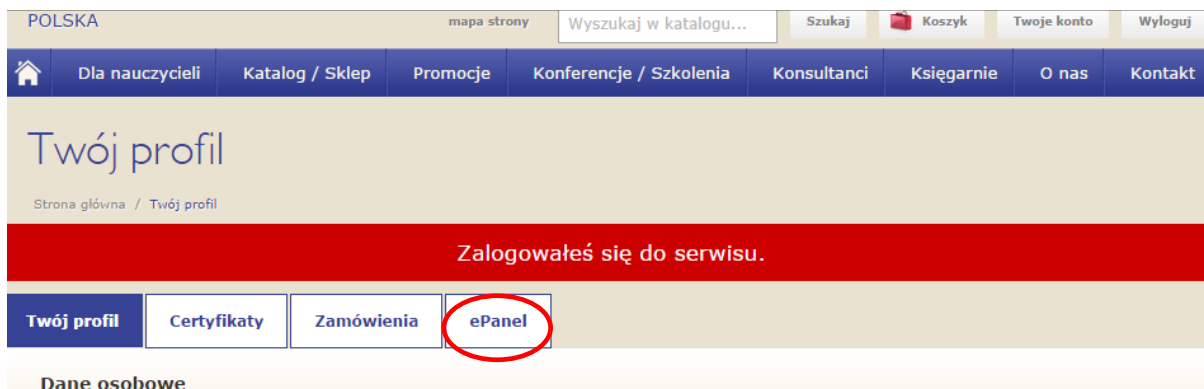 POLSKA mapa strony Wyszukaj w katalogu... Szukaj Koszyk Twoje konto Wyloguj
Dla nauczycieli Katalog / Sklep Promocje Konferencje / Szkolenia Konsultanci Księgarnie O nas Kontakt
Twój profil
Strona główna / Twój profil
Zalogowałeś się do serwisu.
Twój profil Certyfikaty Zamówienia ePanel
Dane osobowe